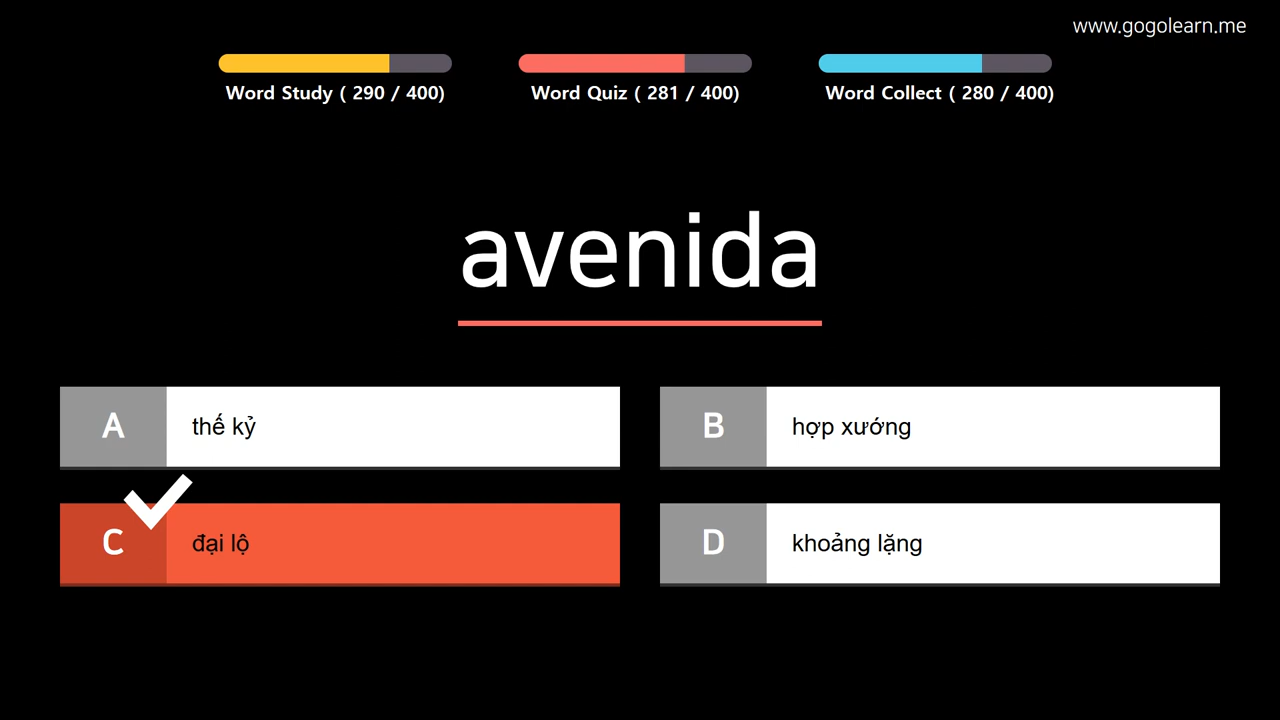 www.gogolearn.me
Word Study ( 290 / 400)
Word Quiz ( 281 / 400)
Word Collect ( 280 / 400)
avenida
A
thế kỷ
B
hợp xướng
C
đại lộ
D
khoảng lặng